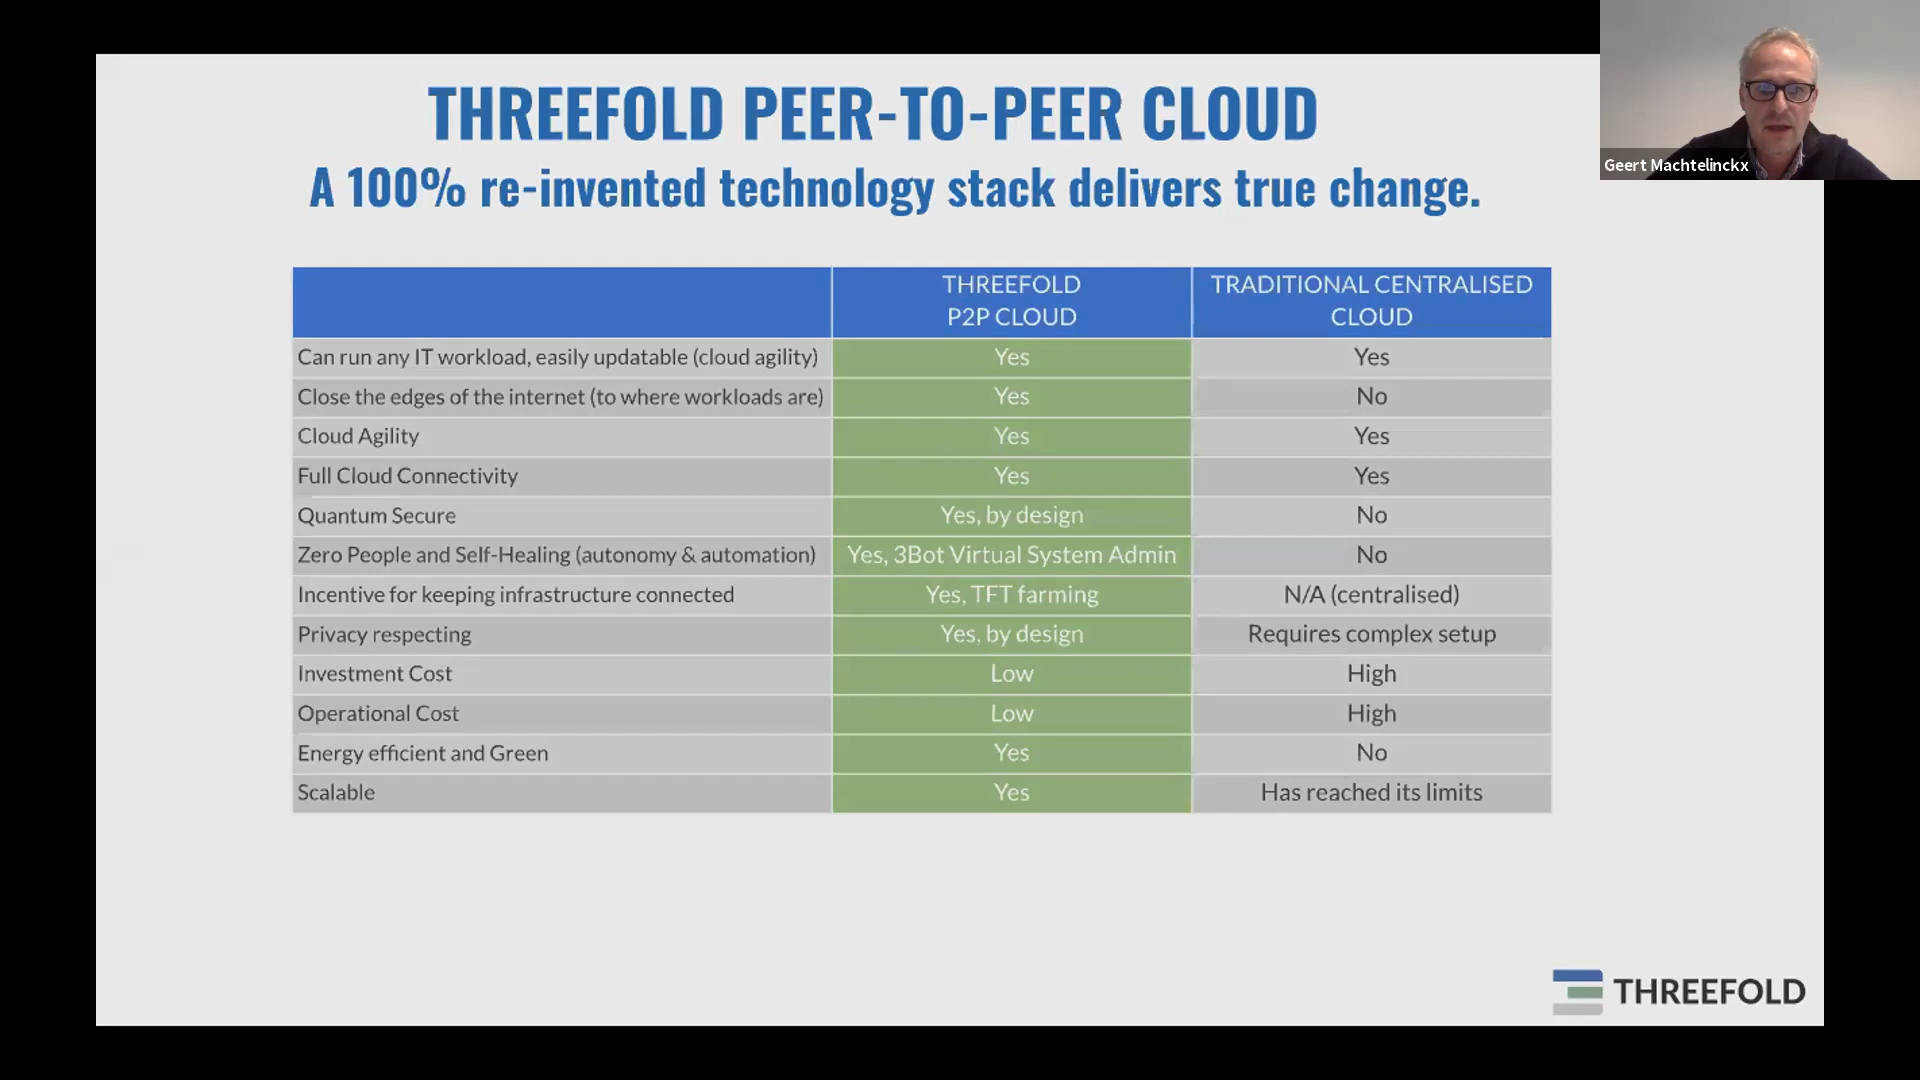 THREEFOLD PEER-TO-PEER CLOUD
A 100% re-invented technology stack delivers true change.
Geert Machtelinckx
THREEFOLD P2P CLOUD
TRADITIONAL CENTRALISED CLOUD
Can run any IT workload, easily updatable (cloud agility) Yes Yes
Close the edges of the internet (to where workloads are) Yes No
Cloud Agility Yes Yes
Full Cloud Connectivity Yes Yes
Quantum Secure Yes, by design No
Zero People and Self-Healing (autonomy & automation) Yes, 3Bot Virtual System Admin No
Incentive for keeping infrastructure connected Yes, TFT farming N/A (centralised)
Privacy respecting Yes, by design Requires complex setup
Investment Cost Low High
Operational Cost Low High
Energy efficient and Green Yes No
Scalable Yes Has reached its limits
THREEFOLD